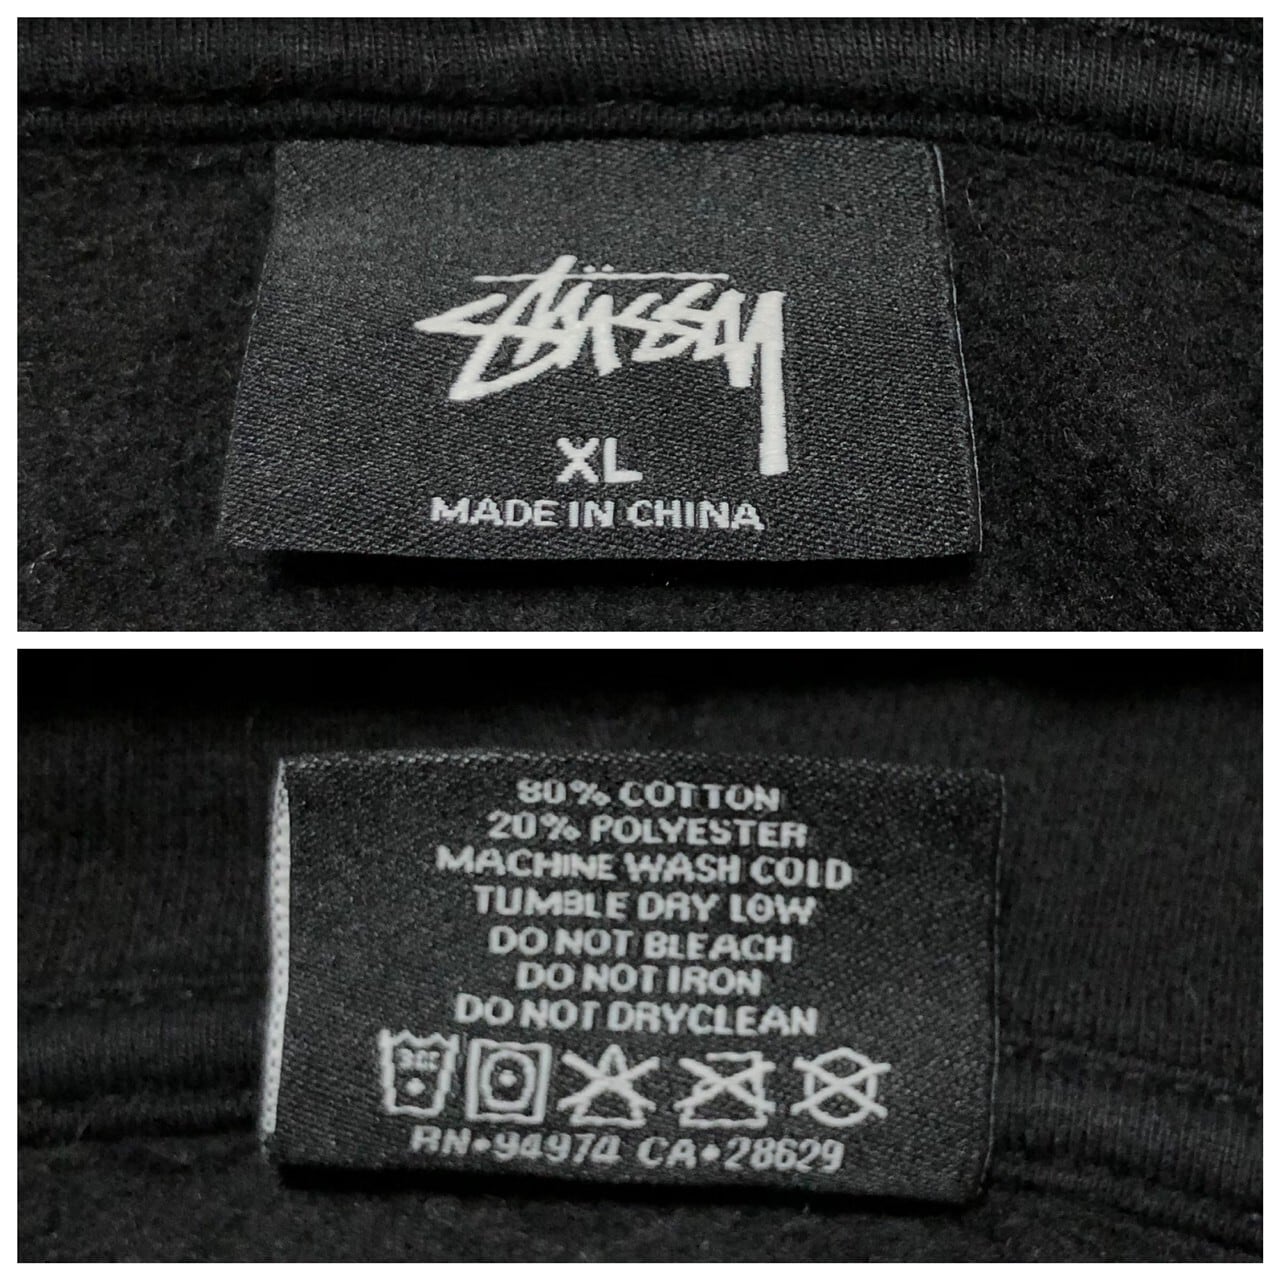 STÜSSY
XL
MADE IN CHINA
80% COTTON
20% POLYESTER
MACHINE WASH COLD
TUMBLE DRY LOW
DO NOT BLEACH
DO NOT IRON
DO NOT DRYCLEAN
RN•94974 CA•28629